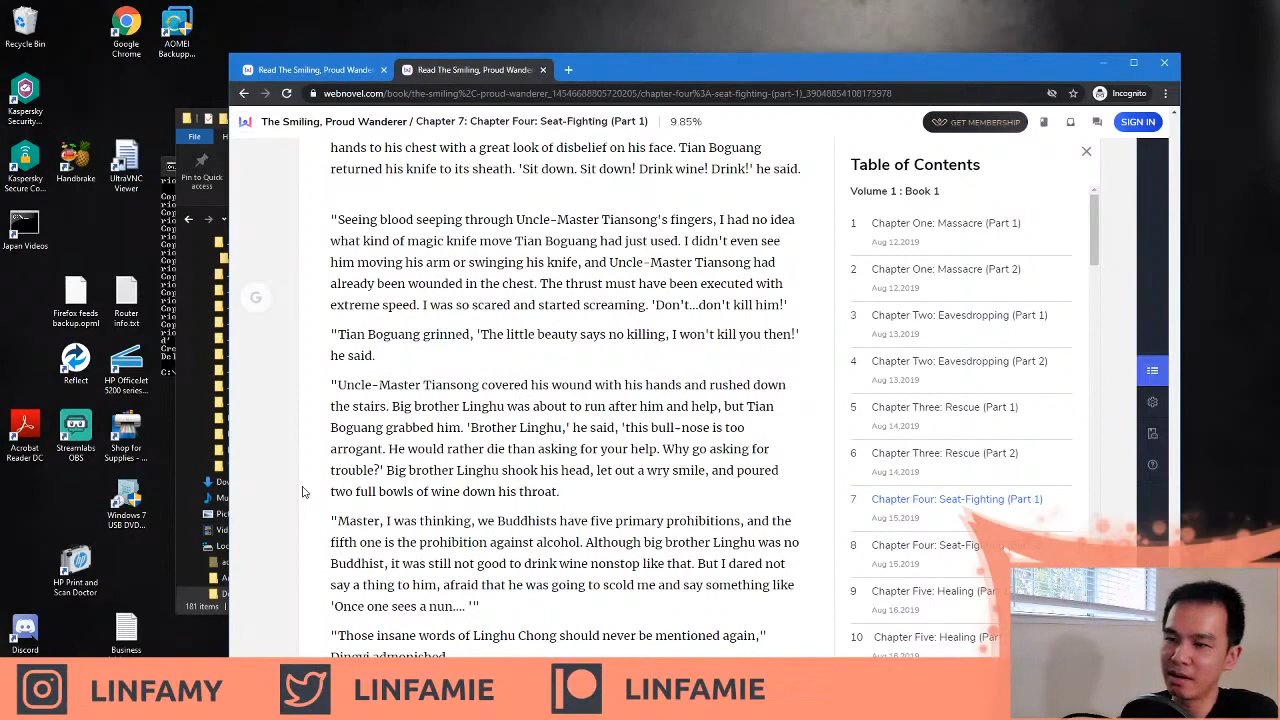 Recycle Bin
Google Chrome
AOMEI Backupp...
Kaspersky Security...
Kaspersky Secure Co...
Handbrake
UltraVNC Viewer
Japan Videos
Firefox feeds backup.opml
Router info.txt
Reflect
HP OfficeJet 5200 series...
Acrobat Reader DC
Streamlabs OBS
Shop for Supplies - ...
Windows 7 USB DVD...
HP Print and Scan Doctor
Discord
Business
File
Pin to Quick access
181 items
Read The Smiling, Proud Wander
Read The Smiling, Proud Wander
webnovel.com/book/the-smiling%2C-proud-wanderer_14546688805720205/chapter-four%3A-seat-fighting-(part-1)_39048854108175978
Incognito
The Smiling, Proud Wanderer / Chapter 7: Chapter Four: Seat-Fighting (Part 1)
9.85%
GET MEMBERSHIP
SIGN IN
hands to his chest with a great look of disbelief on his face. Tian Boguang
returned his knife to its sheath. 'Sit down. Sit down! Drink wine! Drink!' he said.
"Seeing blood seeping through Uncle-Master Tiansong's fingers, I had no idea
what kind of magic knife move Tian Boguang had just used. I didn't even see
him moving his arm or swinging his knife, and Uncle-Master Tiansong had
already been wounded in the chest. The thrust must have been executed with
extreme speed. I was so scared and started screaming. 'Don't...don't kill him!'
"Tian Boguang grinned, 'The little beauty says no killing, I won't kill you then!'
he said.
"Uncle-Master Tiansong covered his wound with his hands and rushed down
the stairs. Big brother Linghu was about to run after him and help, but Tian
Boguang grabbed him. 'Brother Linghu,' he said, 'this bull-nose is too
arrogant. He would rather die than asking for your help. Why go asking for
trouble?' Big brother Linghu shook his head, let out a wry smile, and poured
two full bowls of wine down his throat.
"Master, I was thinking, we Buddhists have five primary prohibitions, and the
fifth one is the prohibition against alcohol. Although big brother Linghu was no
Buddhist, it was still not good to drink wine nonstop like that. But I dared not
say a thing to him, afraid that he was going to scold me and say something like
'Once one sees a nun.... '"
"Those insane words of Linghu Chong should never be mentioned again,"
Dingyi admonished
Table of Contents
Volume 1 : Book 1
1 Chapter One: Massacre (Part 1)
Aug 12,2019
2 Chapter One: Massacre (Part 2)
Aug 12,2019
3 Chapter Two: Eavesdropping (Part 1)
Aug 13,2019
4 Chapter Two: Eavesdropping (Part 2)
Aug 13,2019
5 Chapter Three: Rescue (Part 1)
Aug 14,2019
6 Chapter Three: Rescue (Part 2)
Aug 14,2019
7 Chapter Four: Seat-Fighting (Part 1)
Aug 15,2019
8 Chapter Four: Seat-Fig
Aug 15,2019
9 Chapter Five: Healing (
Aug 16,2019
10 Chapter Five: Healing (Par
Aug 16,2019
LINFAMY
LINFAMIE
LINFAMIE